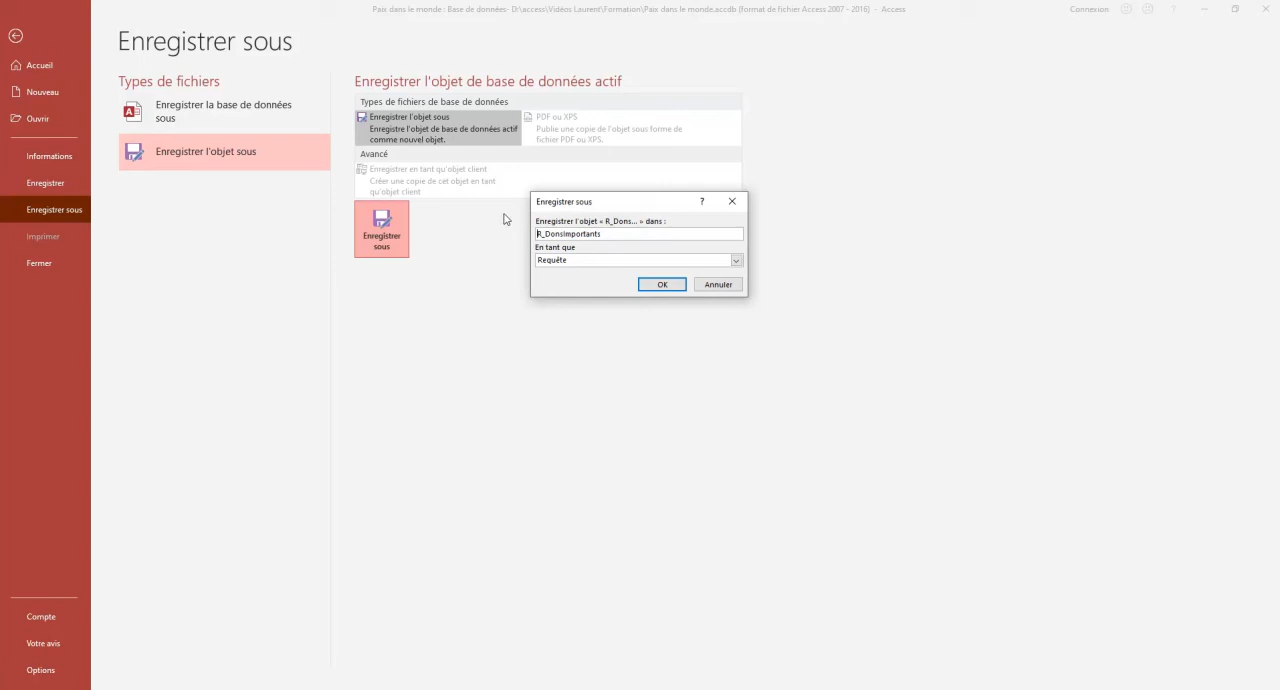 Paix dans le monde : Base de données- D:\access\Vidéos Laurent\Formation\Paix dans le monde.accdb (format de fichier Access 2007 - 2016) - Access
Connexion
?
Accueil
Nouveau
Ouvrir
Informations
Enregistrer
Enregistrer sous
Imprimer
Fermer
Compte
Votre avis
Options
Enregistrer sous
Types de fichiers
Enregistrer la base de données
sous
Enregistrer l'objet sous
Enregistrer l'objet de base de données actif
Types de fichiers de base de données
Enregistrer l'objet sous
Enregistre l'objet de base de données actif
comme nouvel objet.
PDF ou XPS
Publie une copie de l'objet sous forme de
fichier PDF ou XPS.
Avancé
Enregistrer en tant qu'objet client
Créer une copie de cet objet en tant
qu'objet client
Enregistrer
sous
Enregistrer sous
?
Enregistrer l'objet « R_Dons... » dans :
R_DonsImportants
En tant que
Requête
OK
Annuler